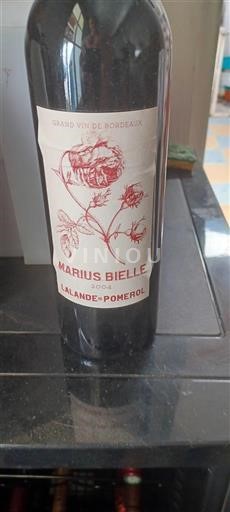 GRAND VIN DE BORDEAUX
VINIOU
MARIUS BIELLE
2004
LALANDE-POMEROL